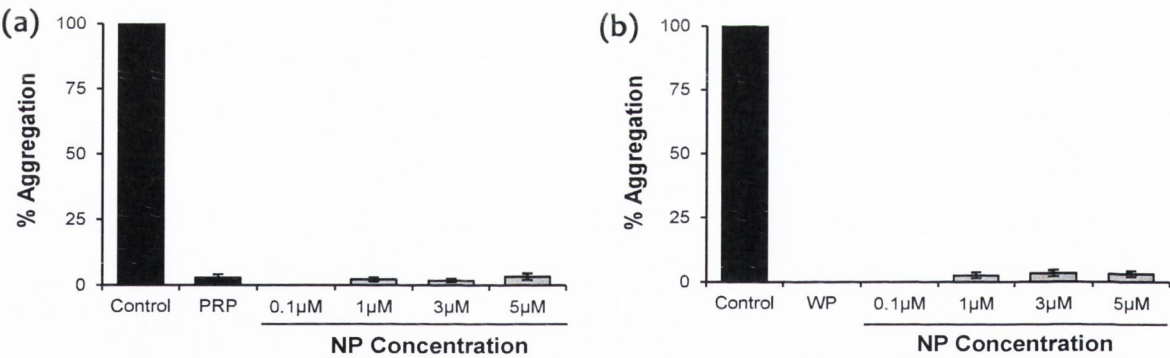 (a)
% Aggregation
100
75
50
25
0
Control PRP 0.1µM 1µM 3µM 5µM
NP Concentration
(b)
% Aggregation
100
75
50
25
0
Control WP 0.1µM 1µM 3µM 5µM
NP Concentration